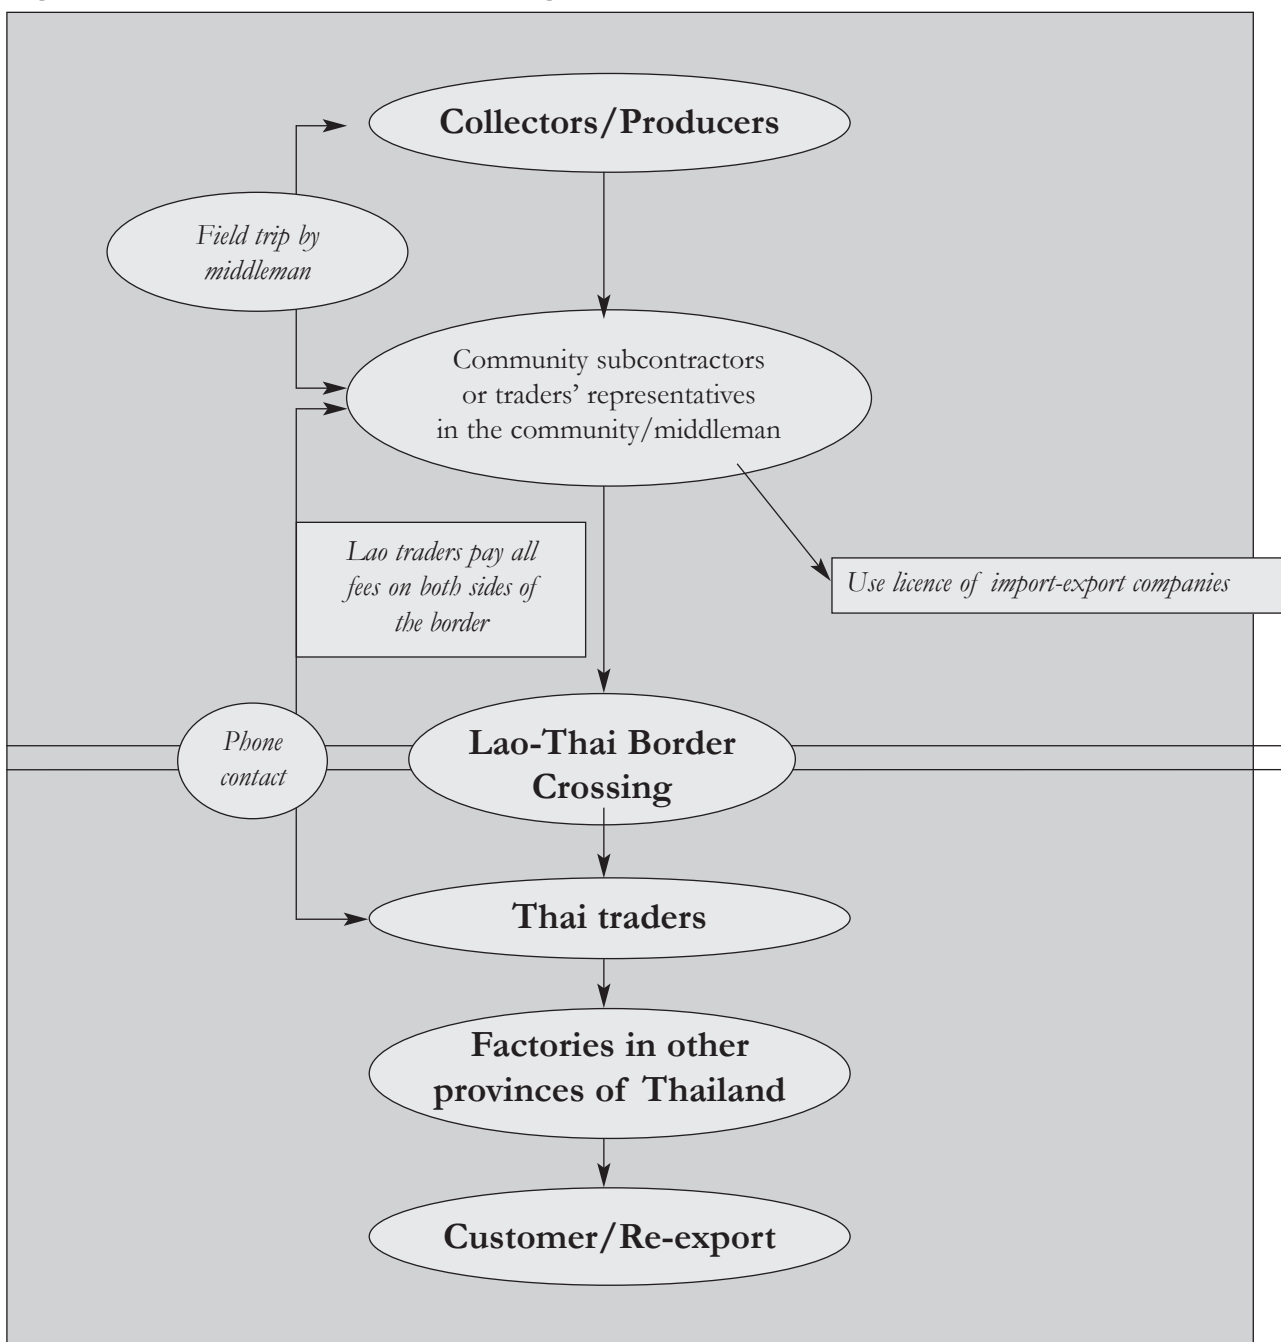 Collectors/Producers
Field trip by
middleman
Community subcontractors
or traders’ representatives
in the community/middleman
Lao traders pay all
fees on both sides of
the border
Use licence of import-export companies
Phone
contact
Lao-Thai Border
Crossing
Thai traders
Factories in other
provinces of Thailand
Customer/Re-export